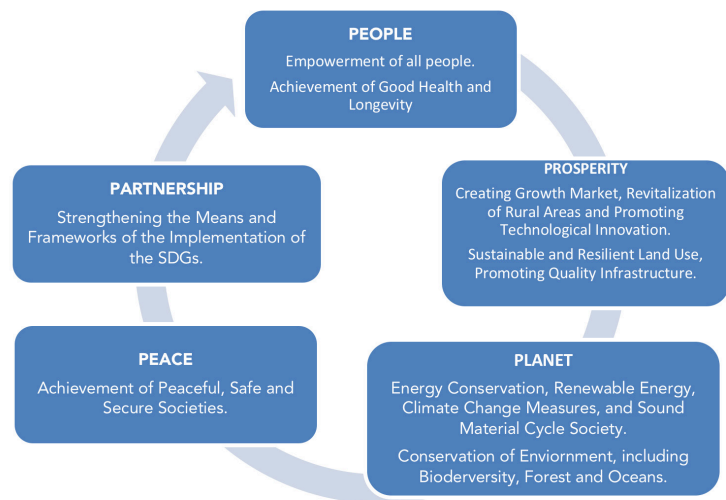 PEOPLE
Empowerment of all people.
Achievement of Good Health and
Longevity
PROSPERITY
Creating Growth Market, Revitalization
of Rural Areas and Promoting
Technological Innovation.
Sustainable and Resilient Land Use,
Promoting Quality Infrastructure.
PLANET
Energy Conservation, Renewable Energy,
Climate Change Measures, and Sound
Material Cycle Society.
Conservation of Enviornment, including
Bioderversity, Forest and Oceans.
PEACE
Achievement of Peaceful, Safe and
Secure Societies.
PARTNERSHIP
Strengthening the Means and
Frameworks of the Implementation of
the SDGs.